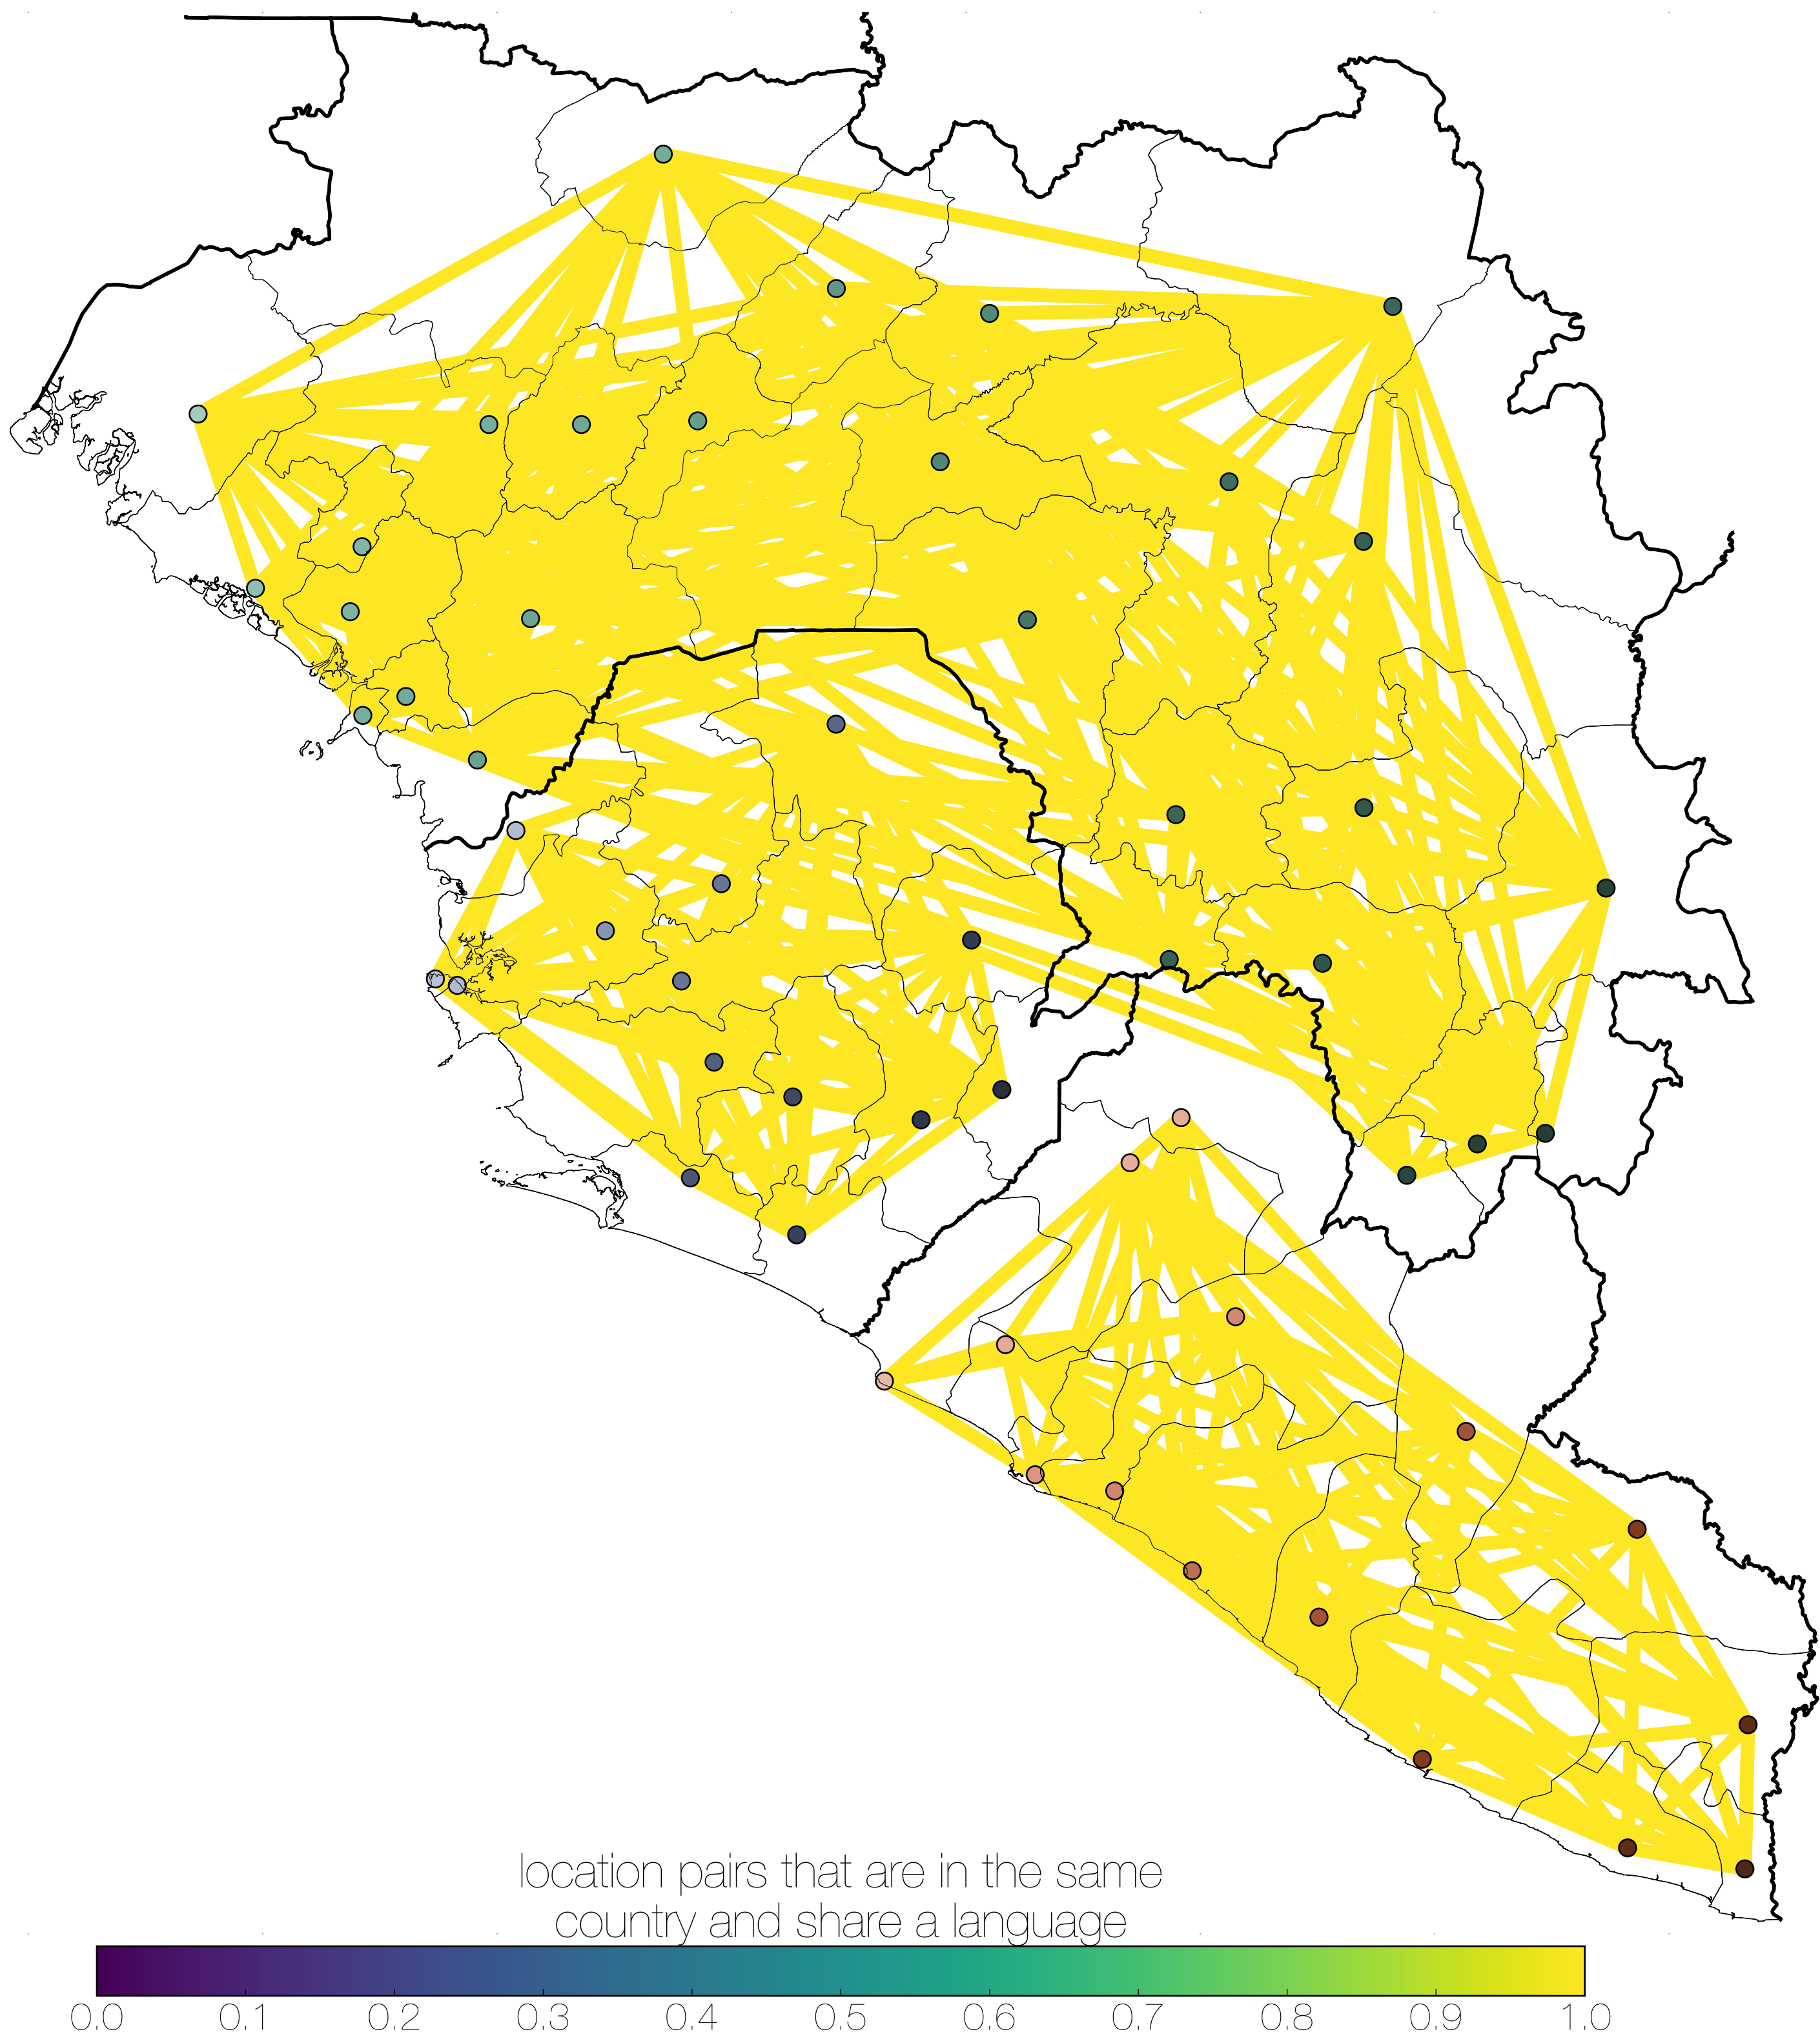 location pairs that are in the same
country and share a language
0.0 0.1 0.2 0.3 0.4 0.5 0.6 0.7 0.8 0.9 1.0